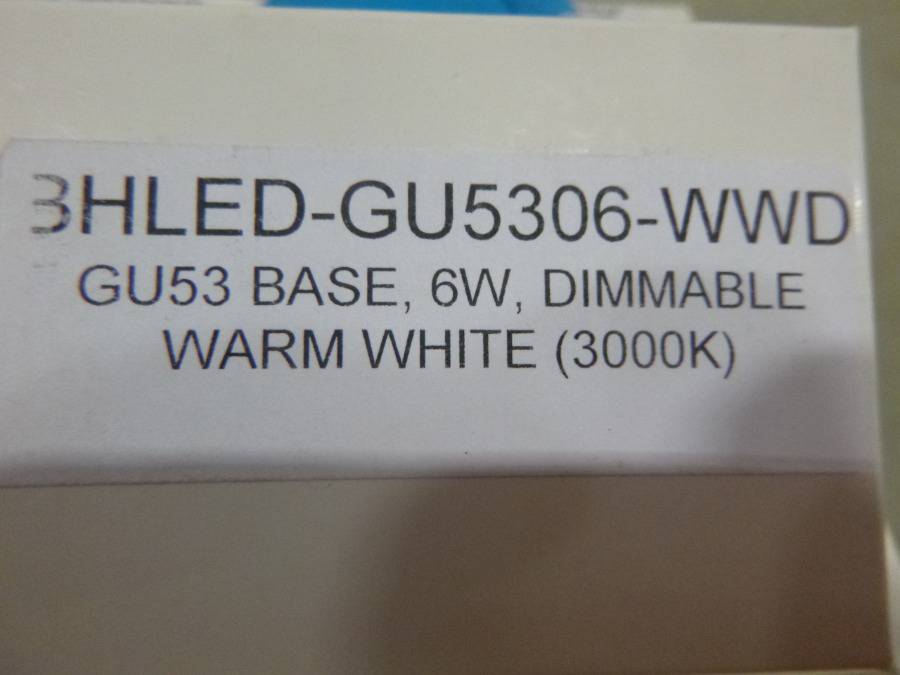 BHLED-GU5306-WWD
GU53 BASE, 6W, DIMMABLE
WARM WHITE (3000K)